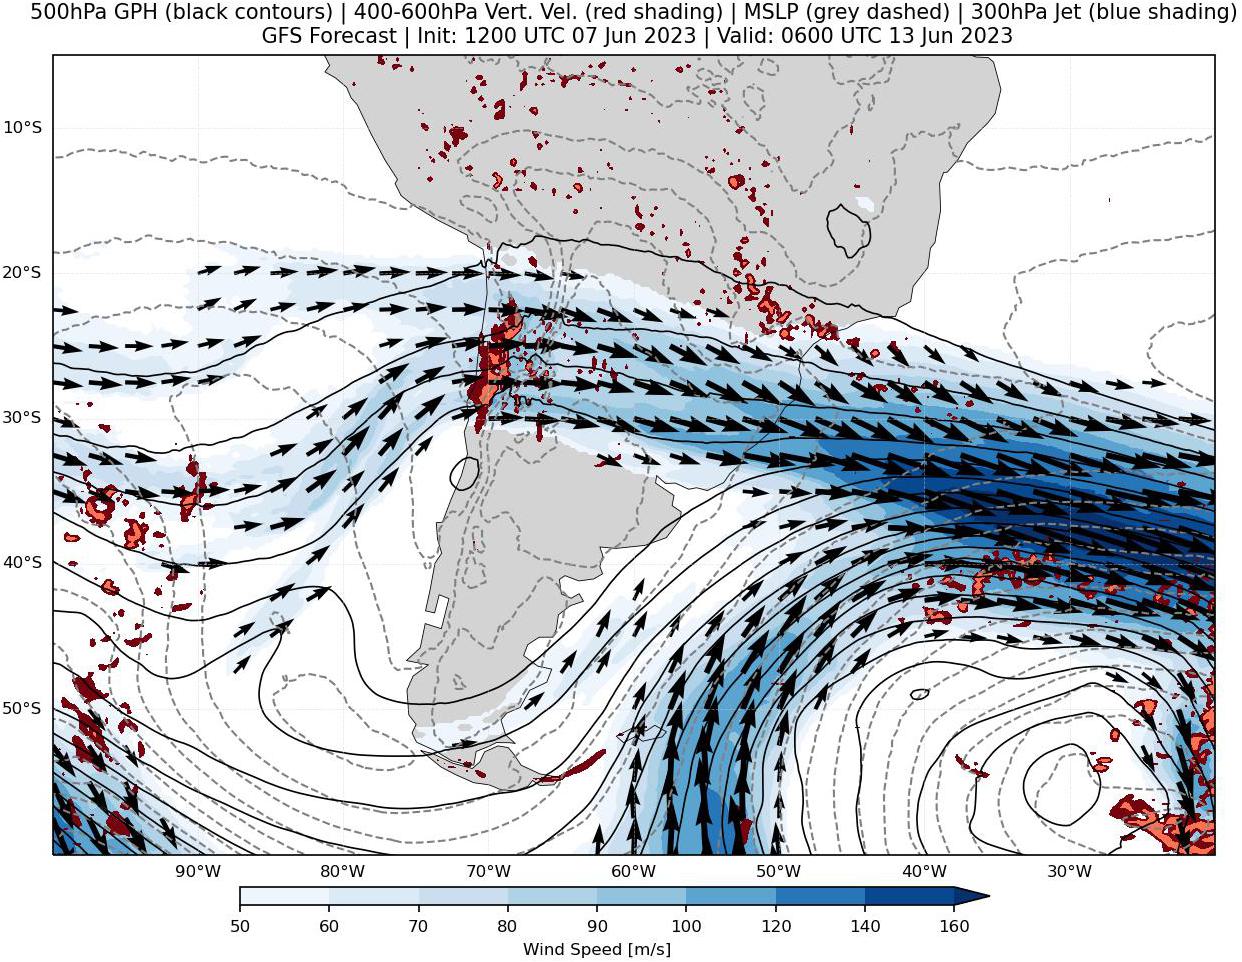 500hPa GPH (black contours) | 400-600hPa Vert. Vel. (red shading) | MSLP (grey dashed) | 300hPa Jet (blue shading)
GFS Forecast | Init: 1200 UTC 07 Jun 2023 | Valid: 0600 UTC 13 Jun 2023
10°S
20°S
30°S
40°S
50°S
90°W 80°W 70°W 60°W 50°W 40°W 30°W
50 60 70 80 90 100 120 140 160
Wind Speed [m/s]